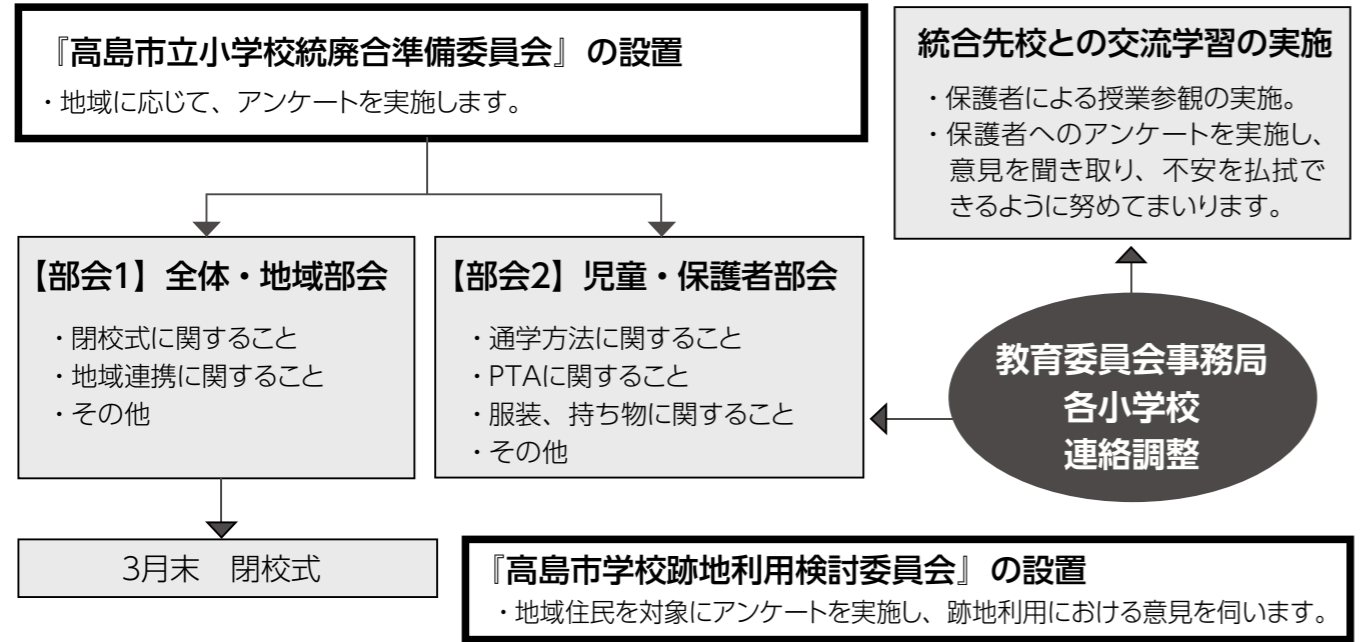 『高島市立小学校統廃合準備委員会』の設置
・地域に応じて、アンケートを実施します。
統合先校との交流学習の実施
・保護者による授業参観の実施。
・保護者へのアンケートを実施し、
意見を聞き取り、不安を払拭で
きるように努めてまいります。
【部会1】全体・地域部会
・閉校式に関すること
・地域連携に関すること
・その他
【部会2】児童・保護者部会
・通学方法に関すること
・PTAに関すること
・服装、持ち物に関すること
・その他
教育委員会事務局
各小学校
連絡調整
3月末　閉校式
『高島市学校跡地利用検討委員会』の設置
・地域住民を対象にアンケートを実施し、跡地利用における意見を伺います。